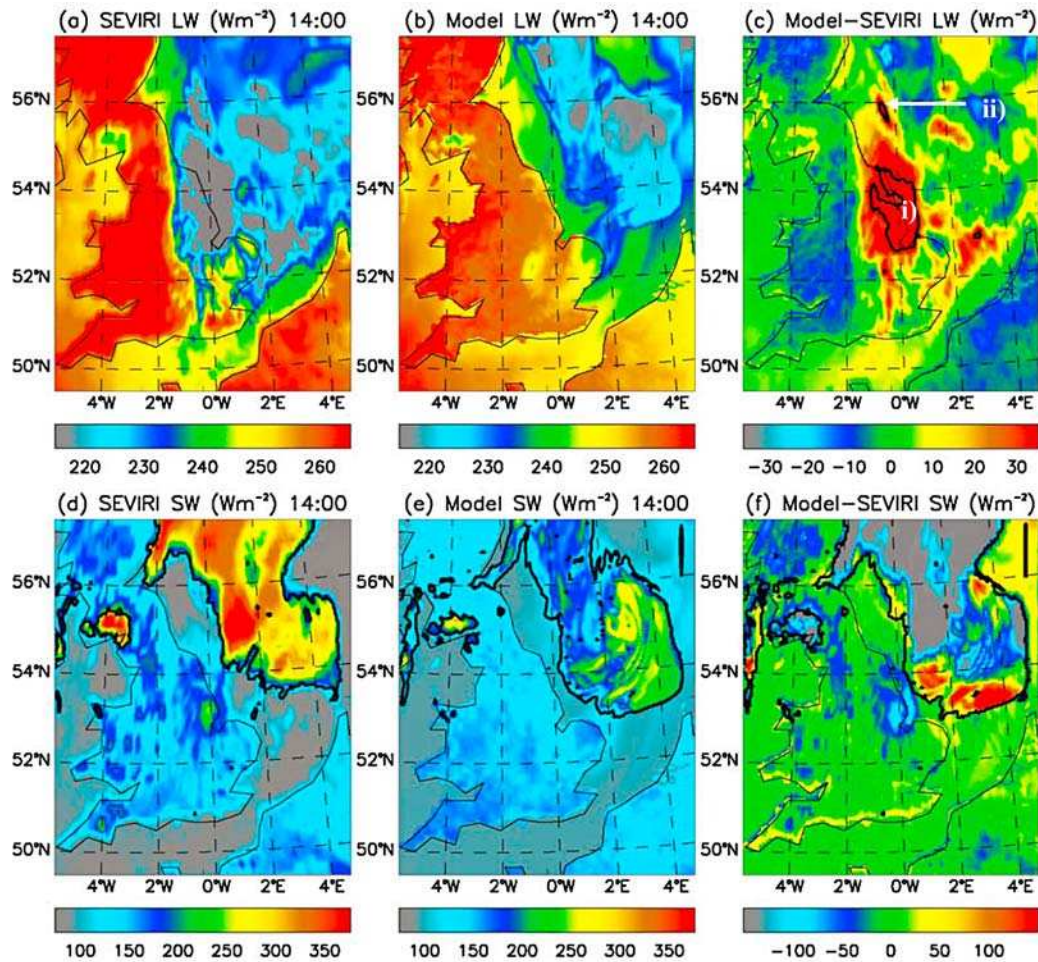 (a) SEVIRI LW (Wm⁻²) 14:00
(b) Model LW (Wm⁻²) 14:00
(c) Model−SEVIRI LW (Wm⁻²)
56°N
54°N
52°N
50°N
4°W 2°W 0°W 2°E 4°E
220 230 240 250 260
56°N
54°N
52°N
50°N
4°W 2°W 0°W 2°E 4°E
220 230 240 250 260
56°N
54°N
52°N
50°N
ii)
i)
4°W 2°W 0°W 2°E 4°E
−30 −20 −10 0 10 20 30
(d) SEVIRI SW (Wm⁻²) 14:00
(e) Model SW (Wm⁻²) 14:00
(f) Model−SEVIRI SW (Wm⁻²)
56°N
54°N
52°N
50°N
4°W 2°W 0°W 2°E 4°E
100 150 200 250 300 350
56°N
54°N
52°N
50°N
4°W 2°W 0°W 2°E 4°E
100 150 200 250 300 350
56°N
54°N
52°N
50°N
4°W 2°W 0°W 2°E 4°E
−100 −50 0 50 100